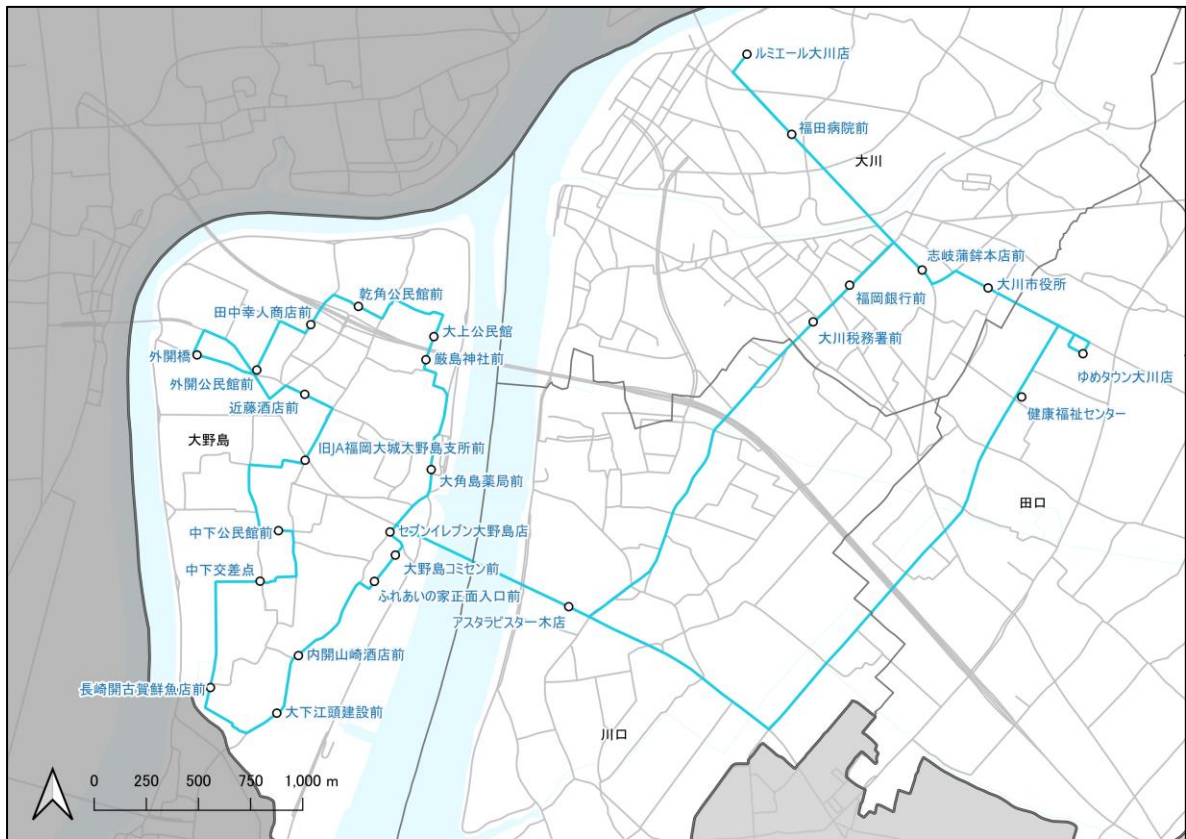 ルミエール大川店
福田病院前
大川
志岐蒲鉾本店前
大川市役所
福岡銀行前
大川税務署前
ゆめタウン大川店
健康福祉センター
田口
乾角公民館前
田中幸人商店前
大上公民館
厳島神社前
外開橋
外開公民館前
近藤酒店前
大野島
旧JA福岡大城大野島支所前
大角島薬局前
中下公民館前
セブンイレブン大野島店
大野島コミセン前
中下交差点
ふれあいの家正面入口前
アスタラビスタ一木店
内開山崎酒店前
長崎開古賀鮮魚店前
大下江頭建設前
川口
0 250 500 750 1,000 m